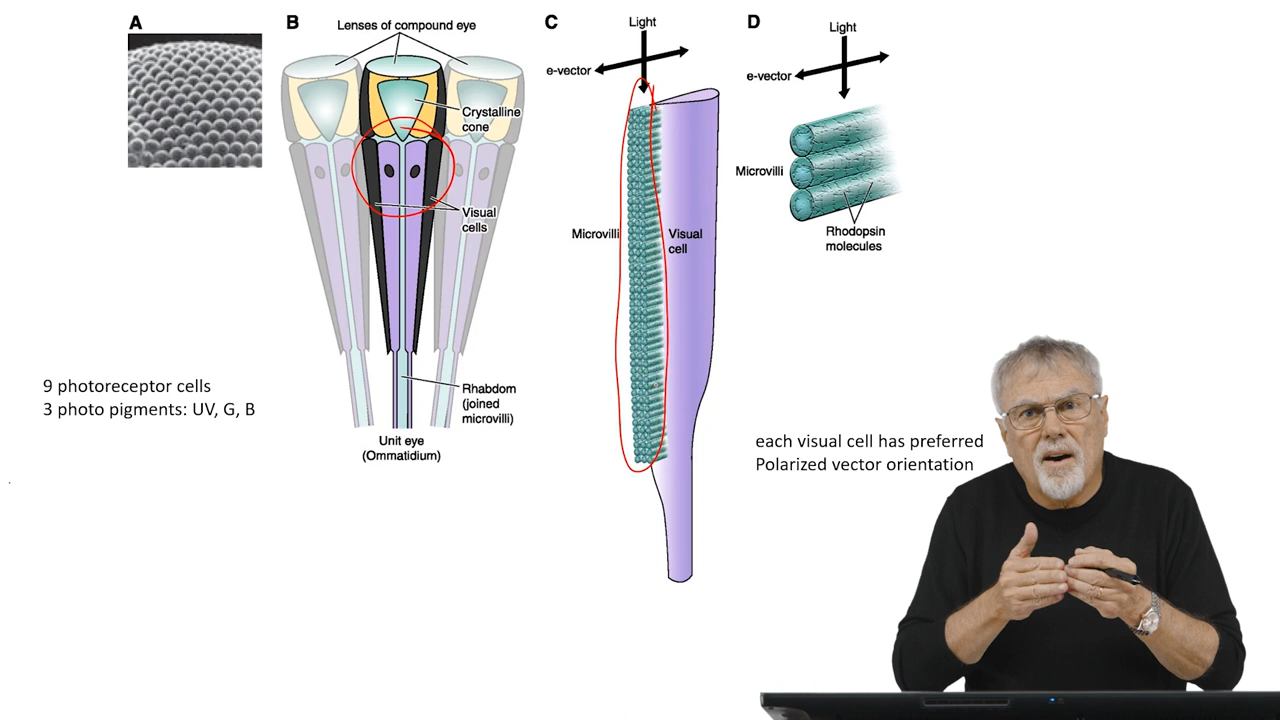 A
B
Lenses of compound eye
Crystalline
cone
Visual
cells
Rhabdom
(joined
microvilli)
Unit eye
(Ommatidium)
9 photoreceptor cells
3 photo pigments: UV, G, B
C
Light
e-vector
Microvilli
Visual
cell
D
Light
e-vector
Microvilli
Rhodopsin
molecules
each visual cell has preferred
Polarized vector orientation